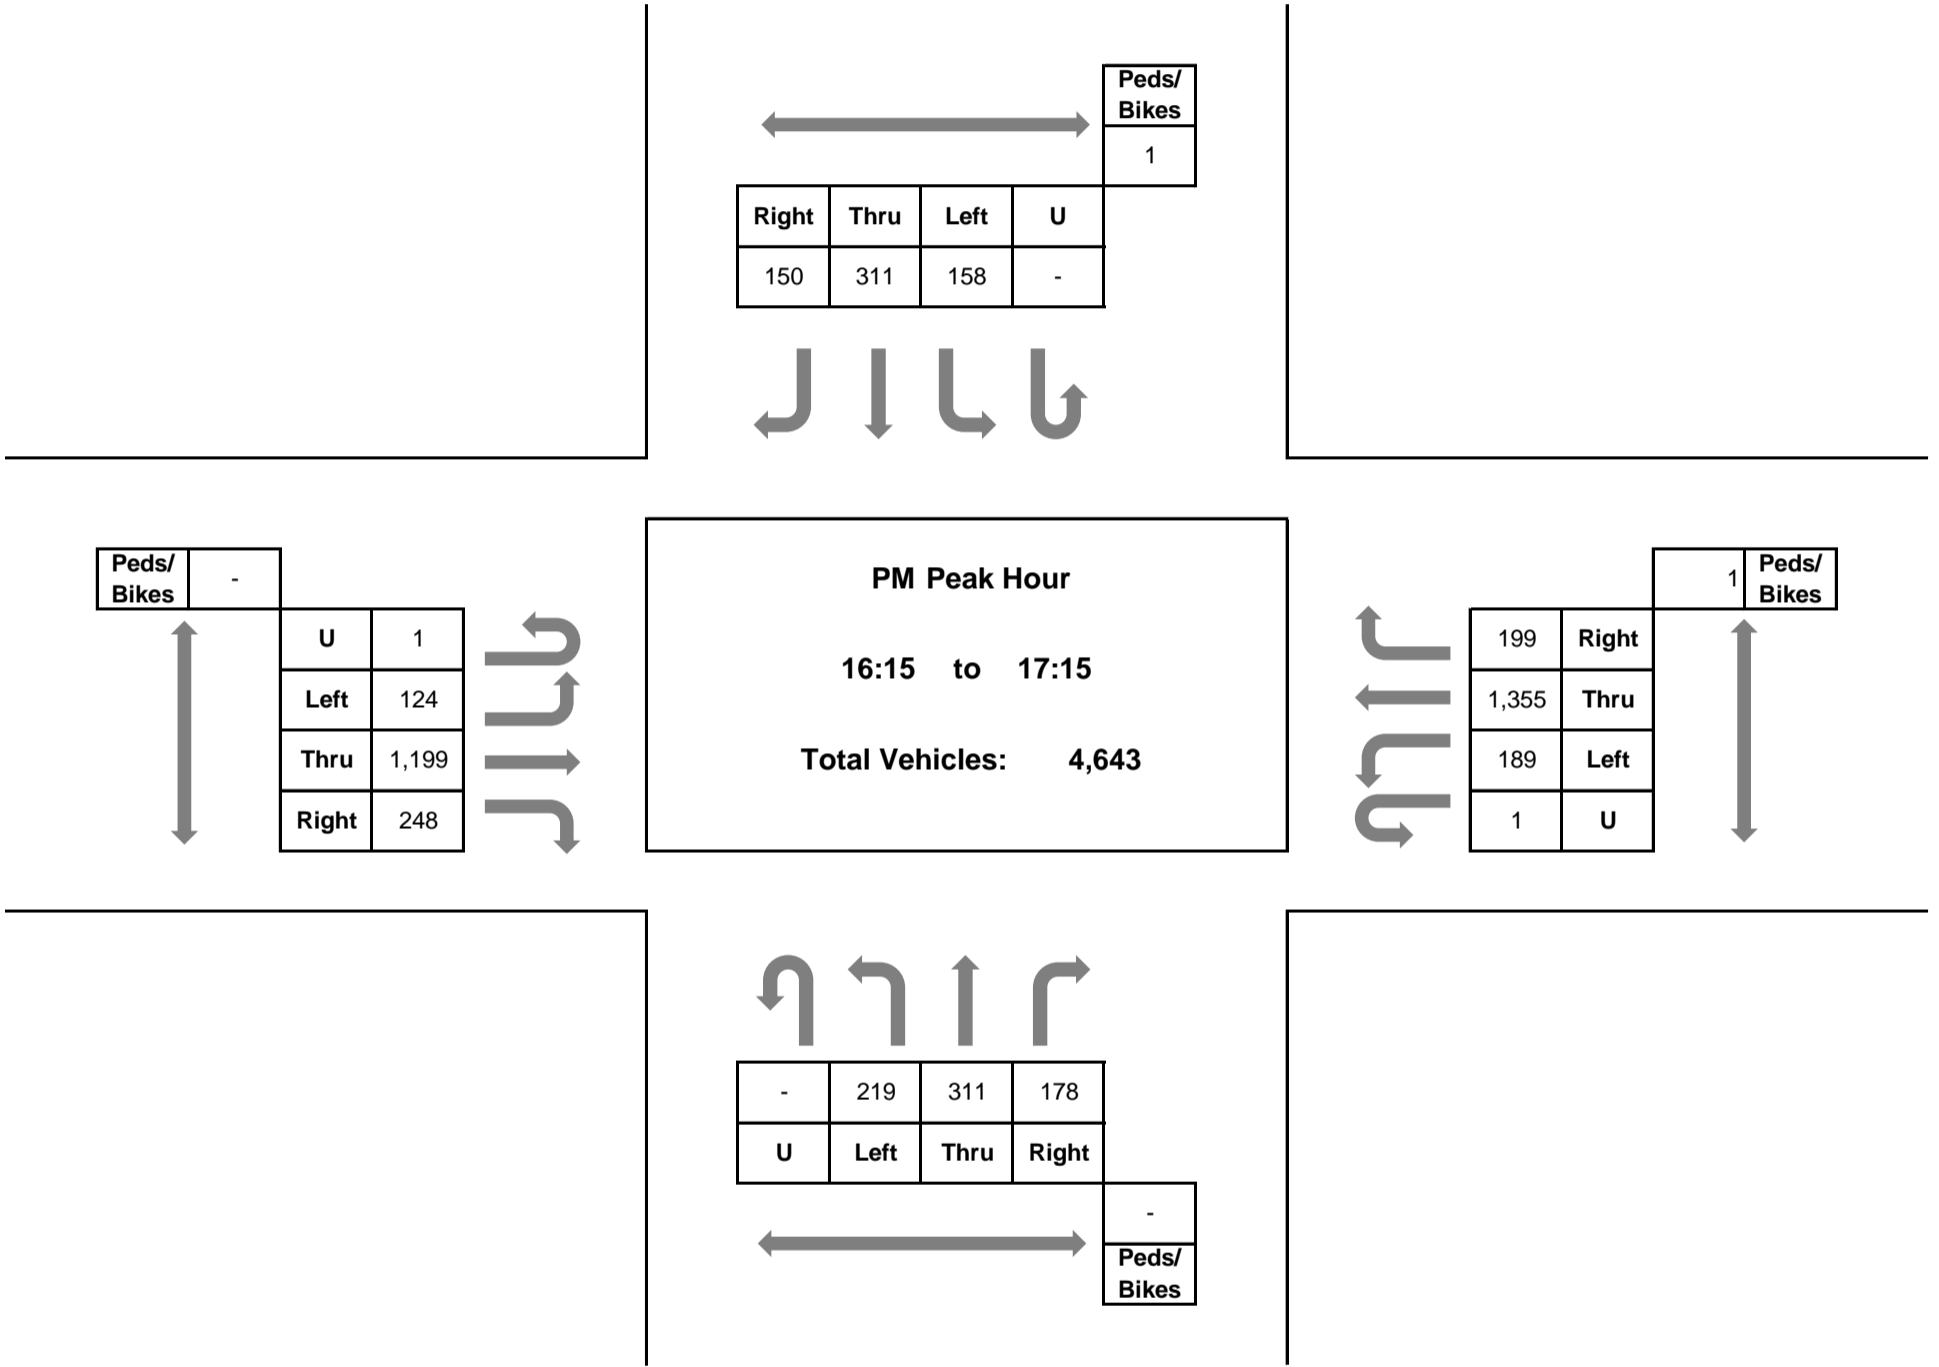 Peds/
Bikes
1
Right Thru Left U
150 311 158 -
Peds/
Bikes
-
U 1
Left 124
Thru 1,199
Right 248
PM Peak Hour
16:15 to 17:15
Total Vehicles: 4,643
1
Peds/
Bikes
199 Right
1,355 Thru
189 Left
1 U
- 219 311 178
U Left Thru Right
-
Peds/
Bikes